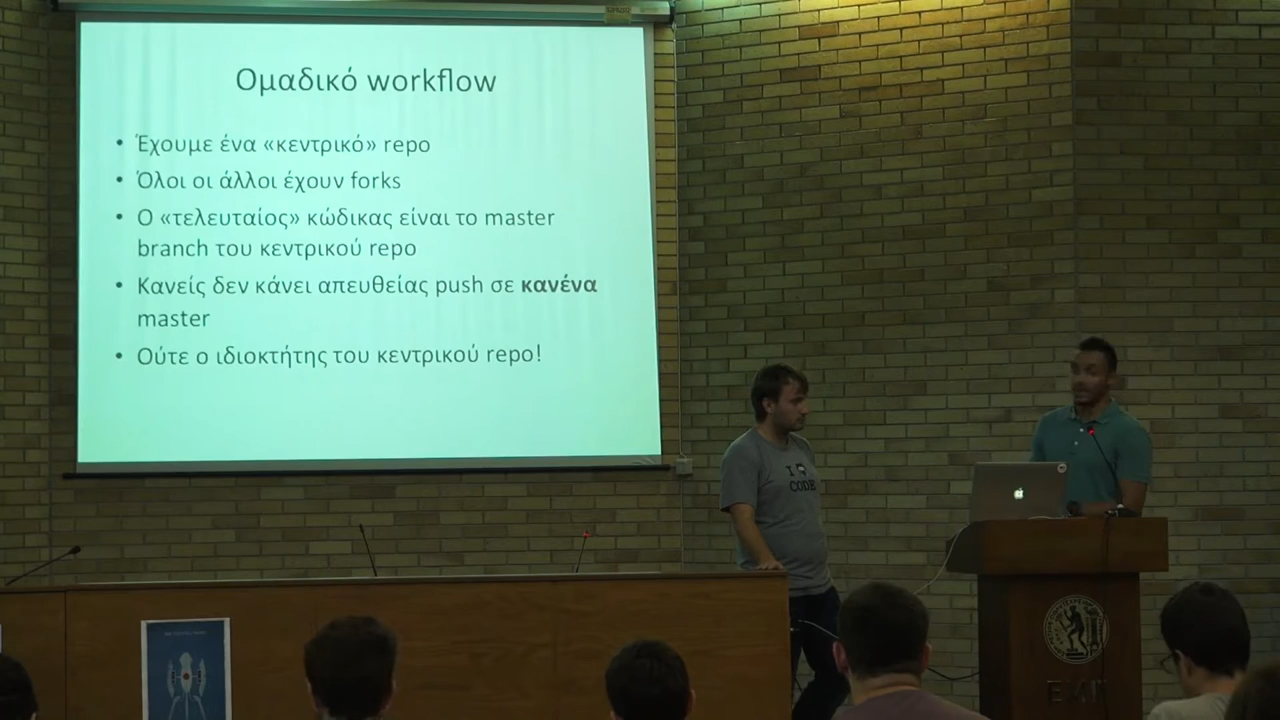 Ομαδικό workflow
• Έχουμε ένα «κεντρικό» repo
• Όλοι οι άλλοι έχουν forks
• Ο «τελευταίος» κώδικας είναι το master
branch του κεντρικού repo
• Κανείς δεν κάνει απευθείας push σε κανένα
master
• Ούτε ο ιδιοκτήτης του κεντρικού repo!
I
CODE